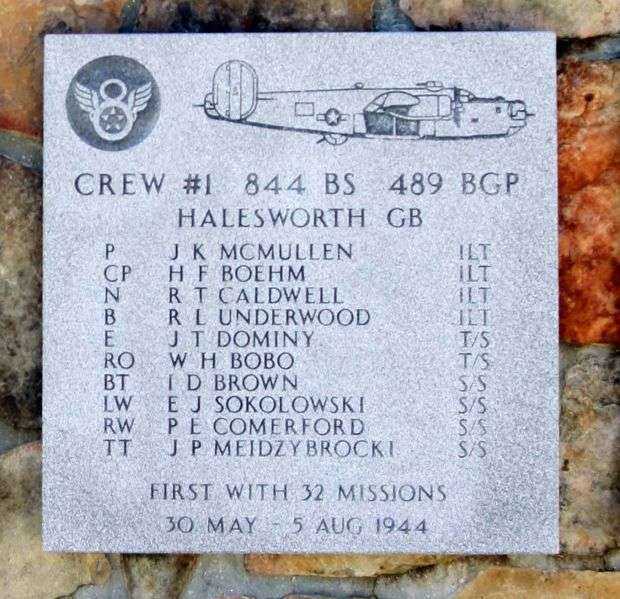 CREW #1 844 BS 489 BGP
HALESWORTH GB
P J K MCMULLEN 1LT
CP H F BOEHM 1LT
N R T CALDWELL 1LT
B R L UNDERWOOD 1LT
E J T DOMINY T/S
RO W H BOBO T/S
BT I D BROWN S/S
LW E J SOKOLOWSKI S/S
RW P E COMERFORD S/S
TT J P MEIDZYBROCKI S/S
FIRST WITH 32 MISSIONS
30 MAY - 5 AUG 1944